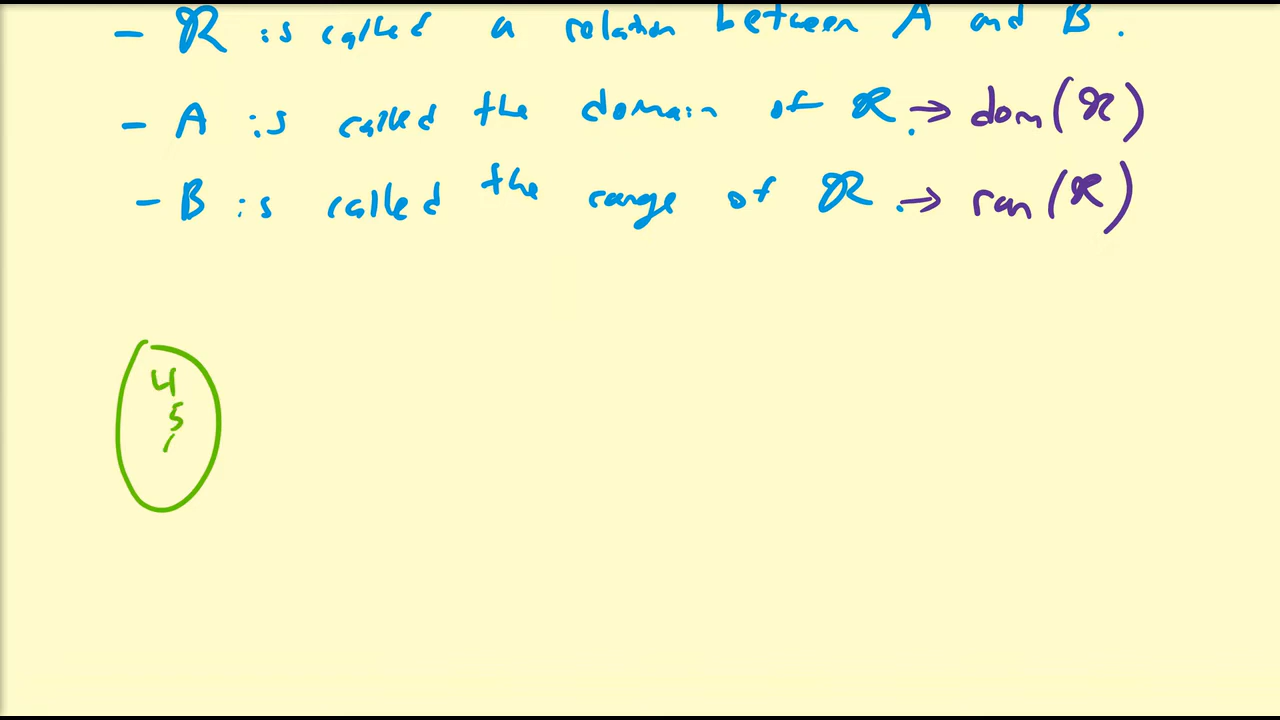 - R is called a relation between A and B.
- A is called the domain of R. → dom(R)
- B is called the range of R. → ran(R)
4
5